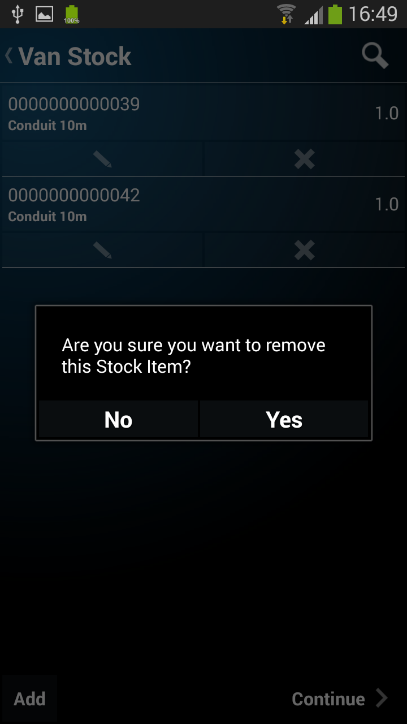 100%
16:49
Van Stock
0000000000039
1.0
Conduit 10m
0000000000042
1.0
Conduit 10m
Are you sure you want to remove
this Stock Item?
No
Yes
Add
Continue